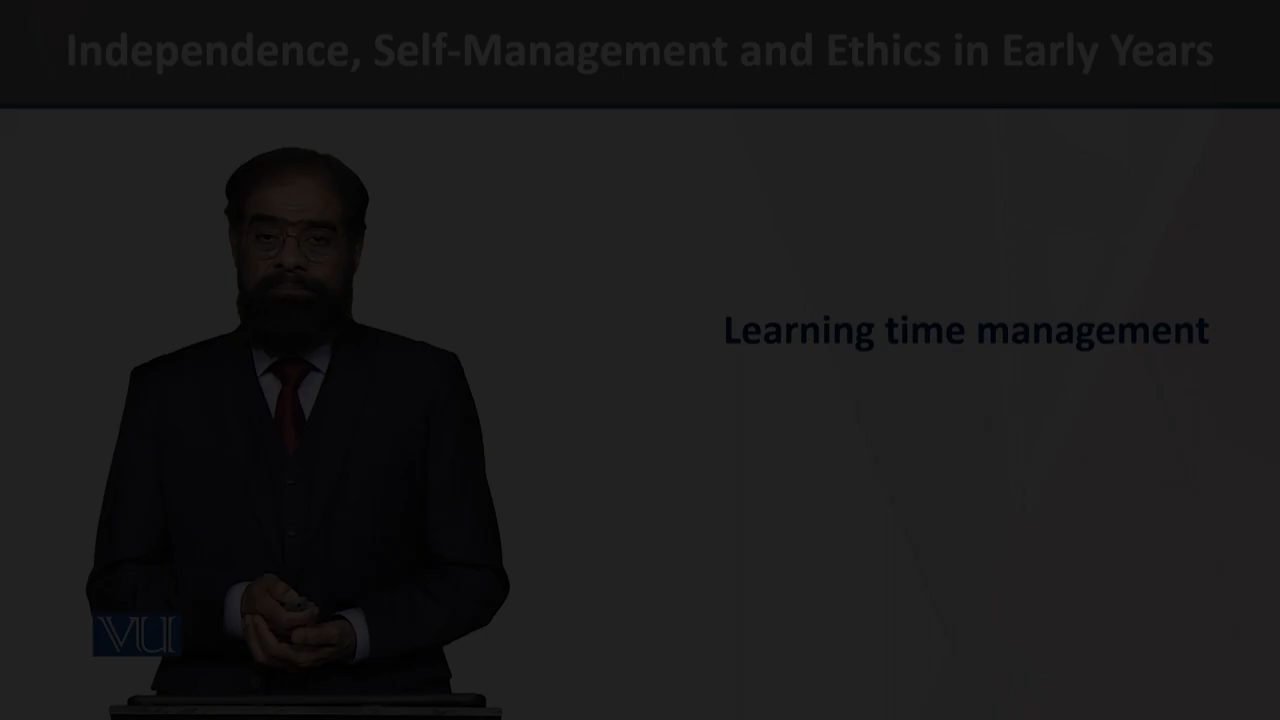 Independence, Self-Management and Ethics in Early Years
Learning time management
VU